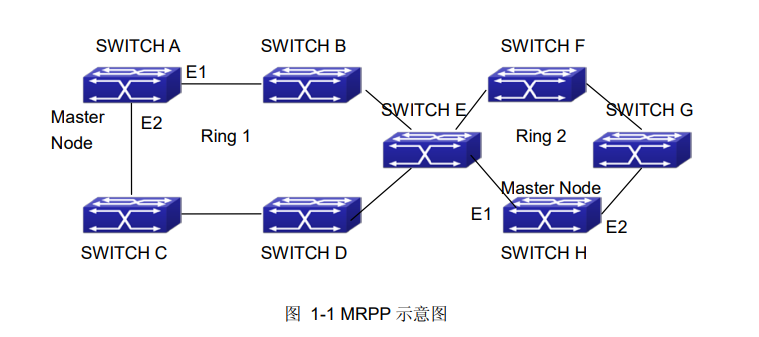 SWITCH A
SWITCH B
SWITCH F
E1
SWITCH E
SWITCH G
Master
Node
E2
Ring 1
Ring 2
Master Node
E1
E2
SWITCH C
SWITCH D
SWITCH H
图 1-1 MRPP 示意图